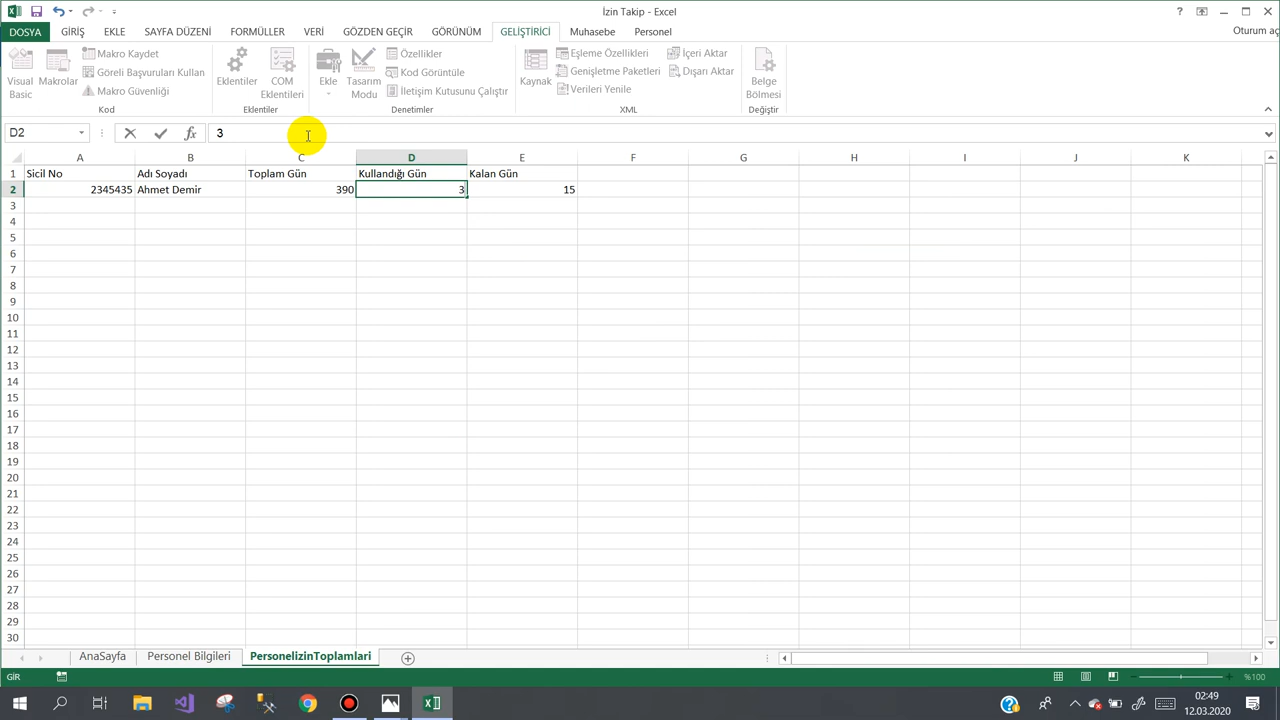 İzin Takip - Excel
DOSYA GİRİŞ EKLE SAYFA DÜZENİ FORMÜLLER VERİ GÖZDEN GEÇİR GÖRÜNÜM GELİŞTİRİCİ Muhasebe Personel Oturum aç
Visual Basic
Makrolar
Makro Kaydet
Göreli Başvuruları Kullan
Makro Güvenliği
Kod
Eklentiler
COM Eklentileri
Eklentiler
Ekle
Tasarım Modu
Özellikler
Kod Görüntüle
İletişim Kutusunu Çalıştır
Denetimler
Kaynak
Eşleme Özellikleri
Genişletme Paketleri
Verileri Yenile
İçeri Aktar
Dışarı Aktar
XML
Belge Bölmesi
Değiştir
D2 fx 3
A B C D E F G H I J K
1 Sicil No Adı Soyadı Toplam Gün Kullandığı Gün Kalan Gün
2 2345435 Ahmet Demir 390 3 15
3
4
5
6
7
8
9
10
11
12
13
14
15
16
17
18
19
20
21
22
23
24
25
26
27
28
29
30
AnaSayfa Personel Bilgileri PersonelizinToplamlari
GİR %100
02:49
12.03.2020